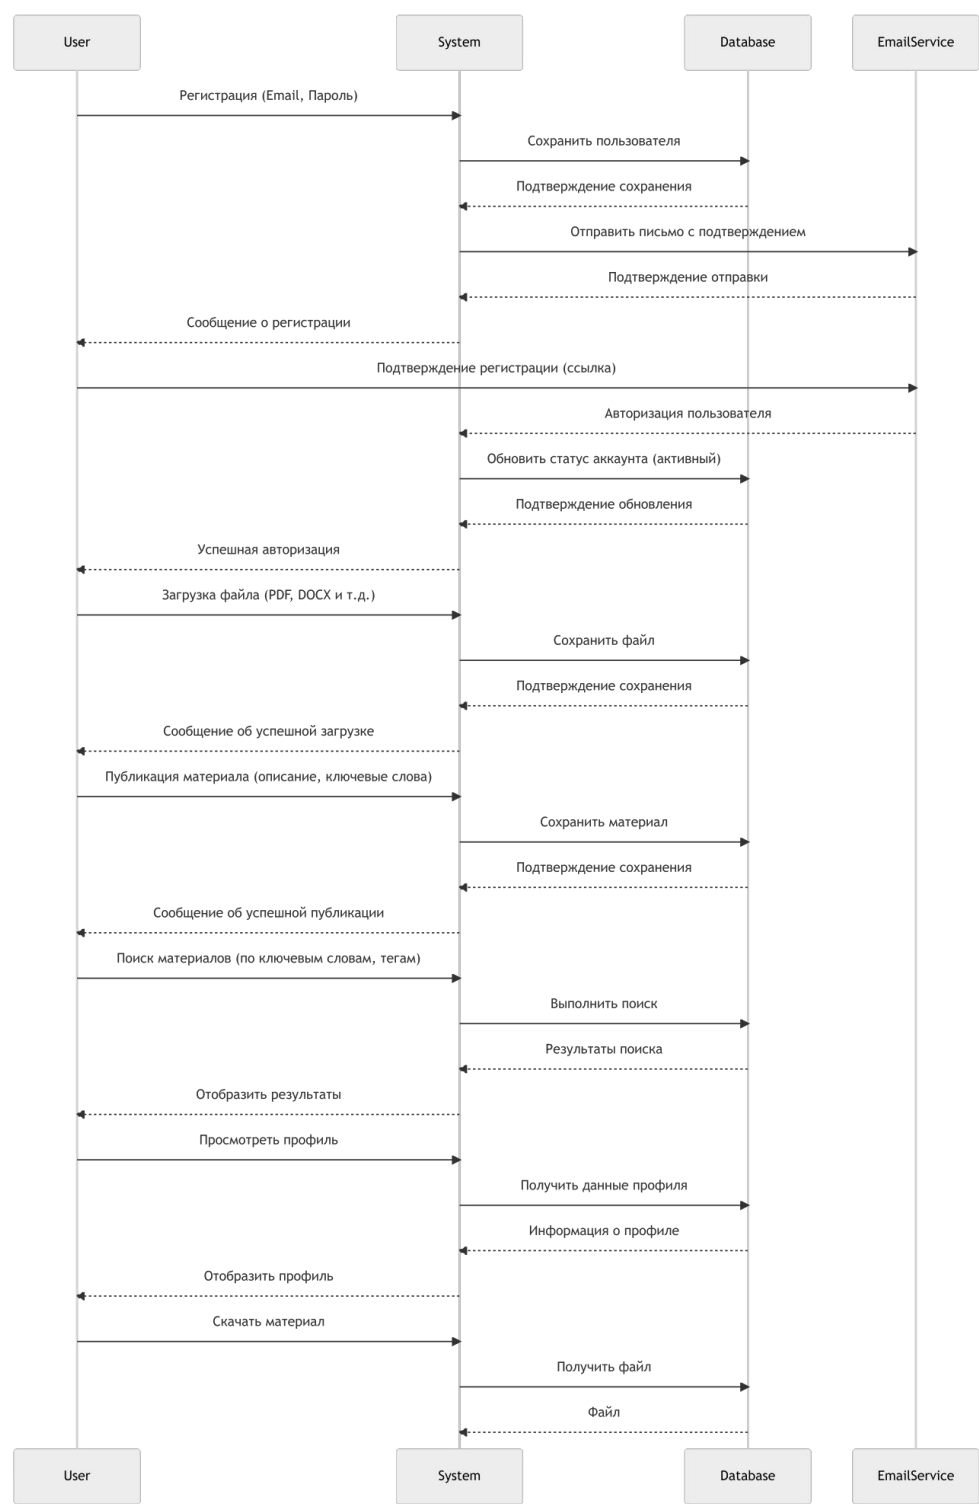 User
System
Database
EmailService
Регистрация (Email, Пароль)
Сохранить пользователя
Подтверждение сохранения
Отправить письмо с подтверждением
Подтверждение отправки
Сообщение о регистрации
Подтверждение регистрации (ссылка)
Авторизация пользователя
Обновить статус аккаунта (активный)
Подтверждение обновления
Успешная авторизация
Загрузка файла (PDF, DOCX и т.д.)
Сохранить файл
Подтверждение сохранения
Сообщение об успешной загрузке
Публикация материала (описание, ключевые слова)
Сохранить материал
Подтверждение сохранения
Сообщение об успешной публикации
Поиск материалов (по ключевым словам, тегам)
Выполнить поиск
Результаты поиска
Отобразить результаты
Просмотреть профиль
Получить данные профиля
Информация о профиле
Отобразить профиль
Скачать материал
Получить файл
Файл
User
System
Database
EmailService